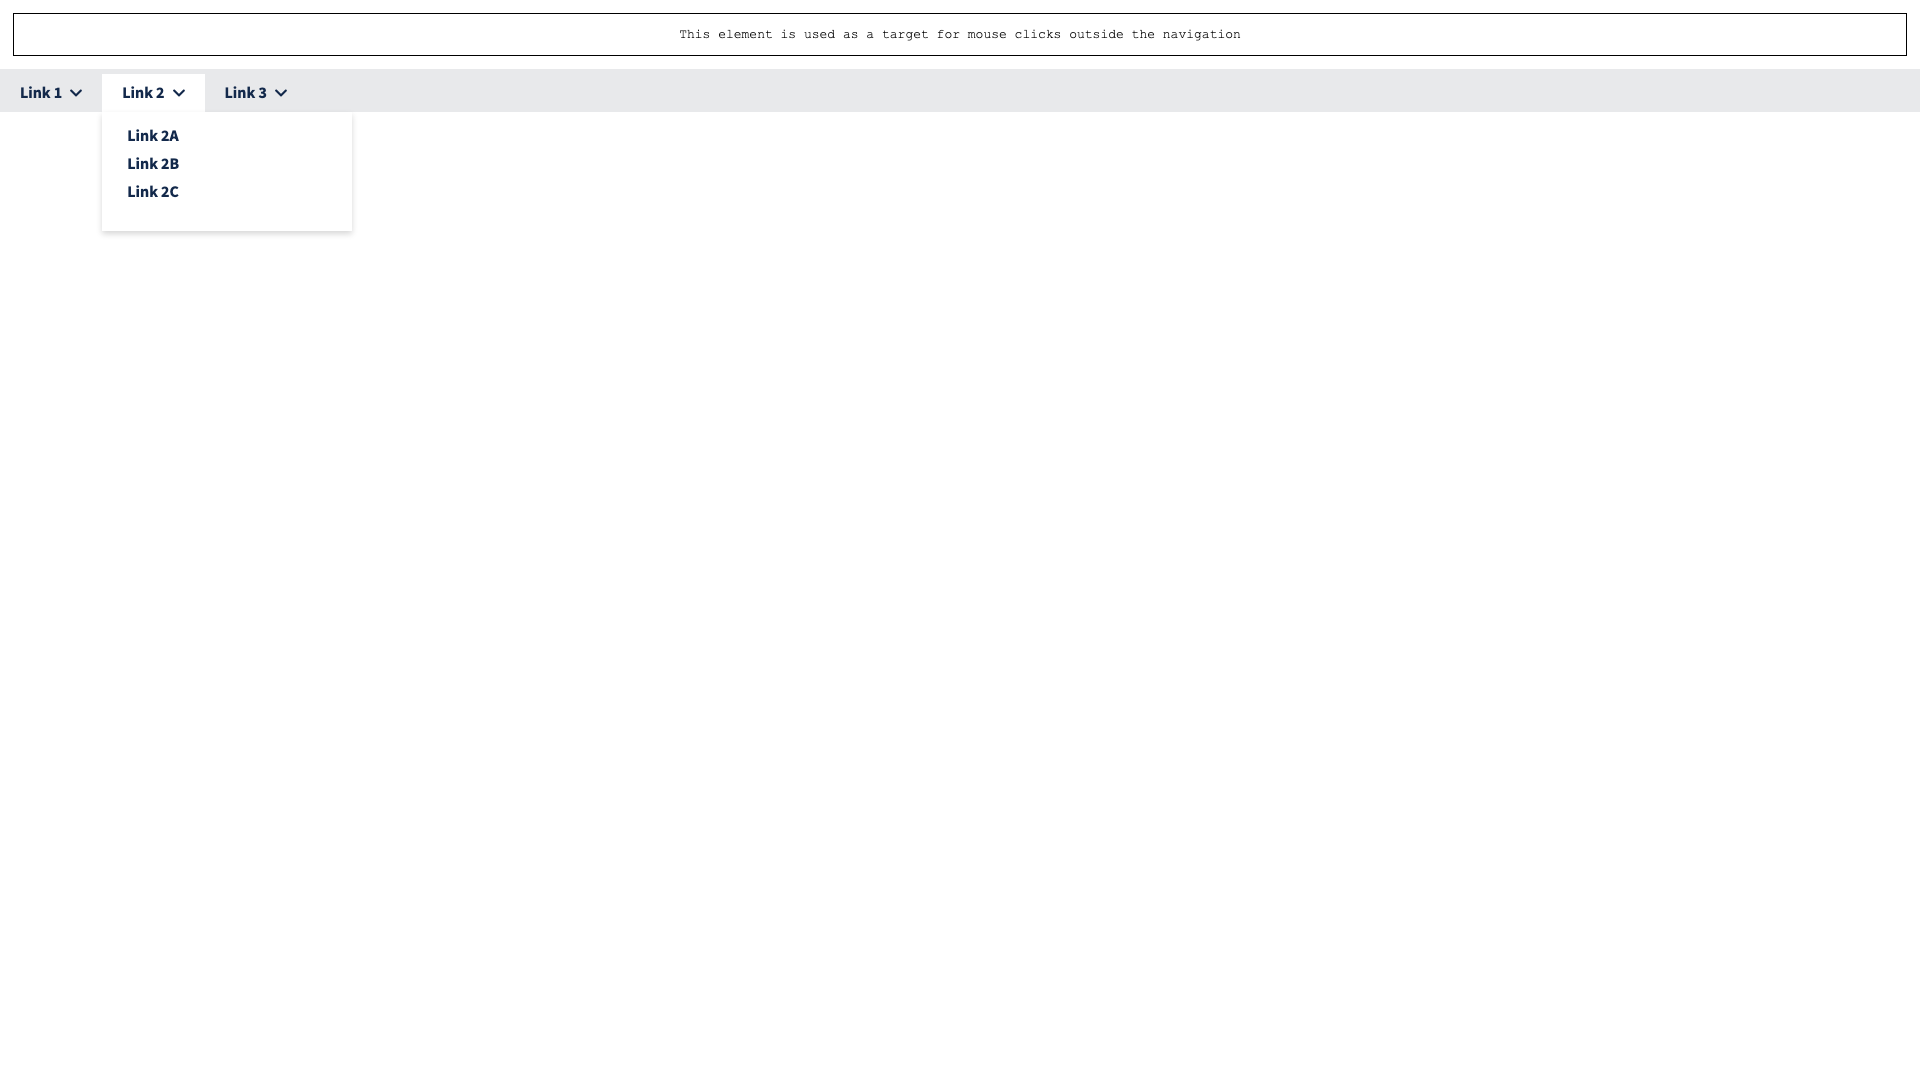 This element is used as a target for mouse clicks outside the navigation
Link 1 Link 2 Link 3
Link 2A
Link 2B
Link 2C